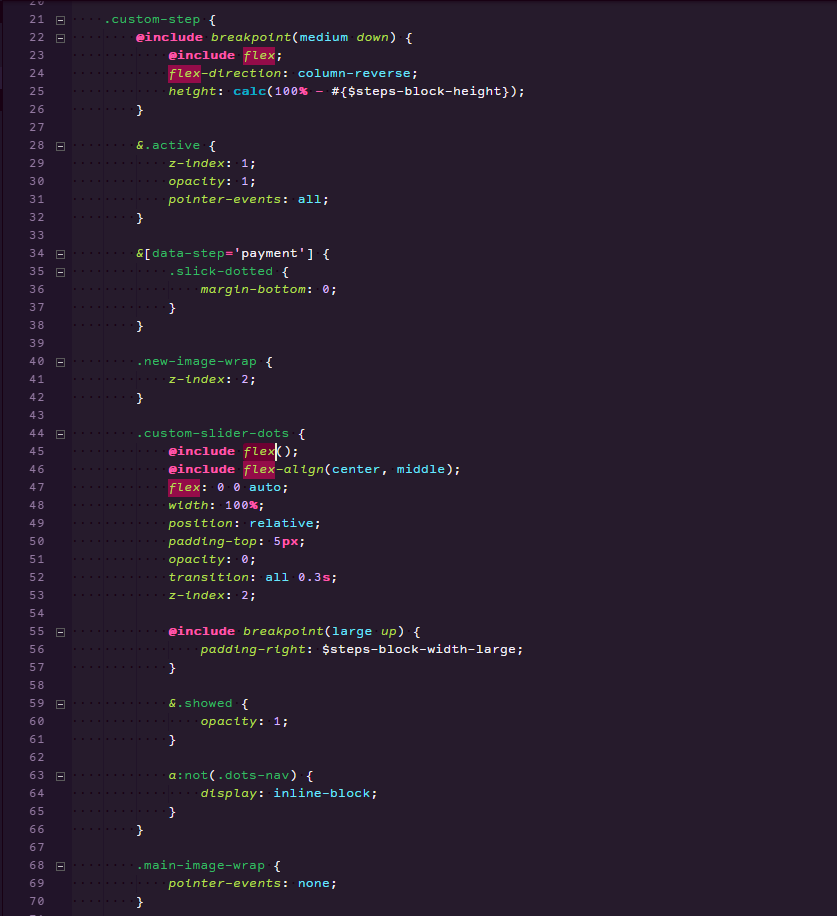 21 .custom-step {
22 @include breakpoint(medium down) {
23 @include flex;
24 flex-direction: column-reverse;
25 height: calc(100% - #{$steps-block-height});
26 }
27
28 &.active {
29 z-index: 1;
30 opacity: 1;
31 pointer-events: all;
32 }
33
34 &[data-step='payment'] {
35 .slick-dotted {
36 margin-bottom: 0;
37 }
38 }
39
40 .new-image-wrap {
41 z-index: 2;
42 }
43
44 .custom-slider-dots {
45 @include flex();
46 @include flex-align(center, middle);
47 flex: 0 0 auto;
48 width: 100%;
49 position: relative;
50 padding-top: 5px;
51 opacity: 0;
52 transition: all 0.3s;
53 z-index: 2;
54
55 @include breakpoint(large up) {
56 padding-right: $steps-block-width-large;
57 }
58
59 &.showed {
60 opacity: 1;
61 }
62
63 a:not(.dots-nav) {
64 display: inline-block;
65 }
66 }
67
68 .main-image-wrap {
69 pointer-events: none;
70 }